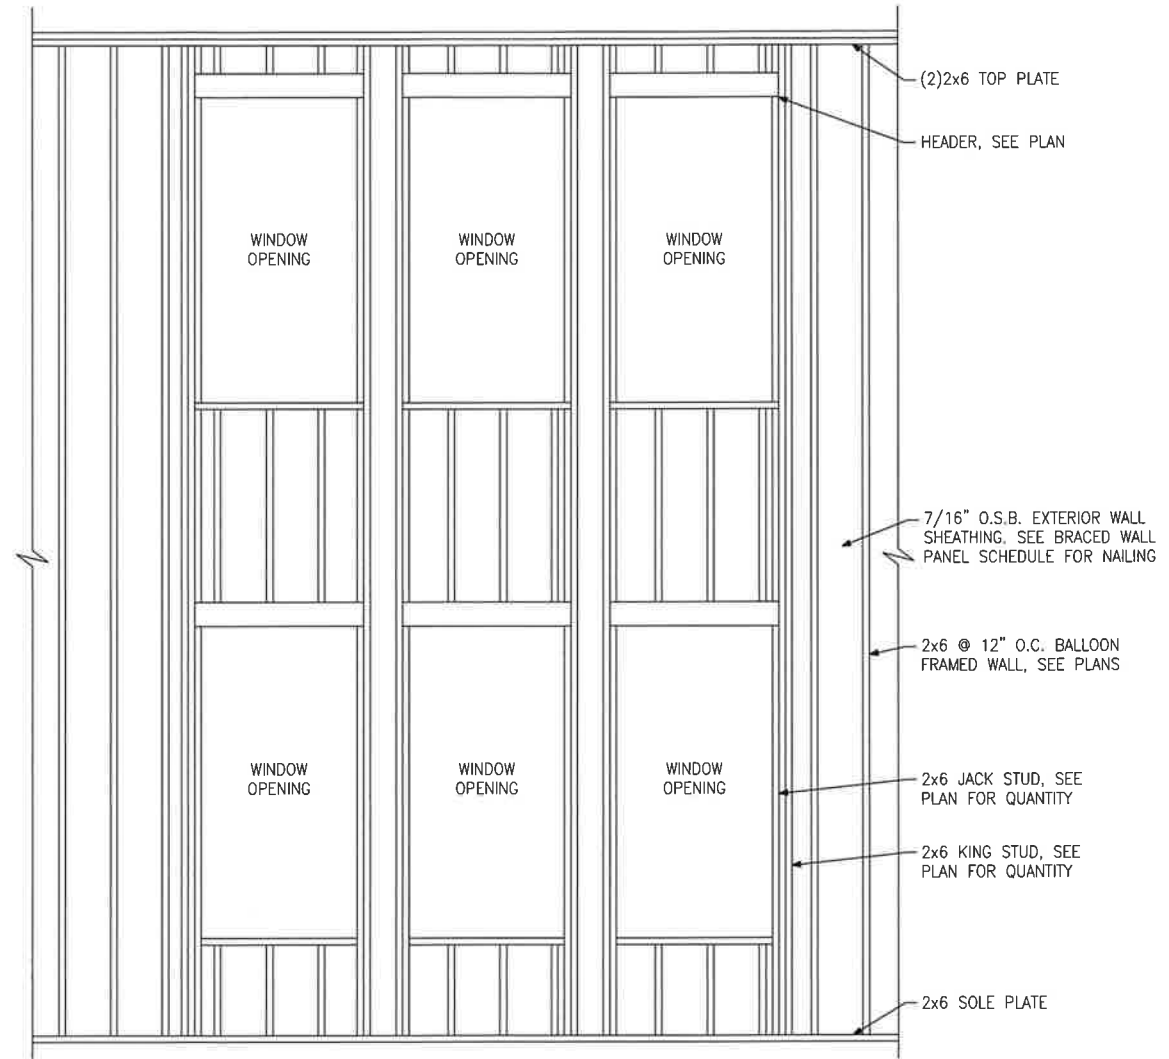 (2)2x6 TOP PLATE
HEADER, SEE PLAN
WINDOW
OPENING
WINDOW
OPENING
WINDOW
OPENING
7/16" O.S.B. EXTERIOR WALL
SHEATHING. SEE BRACED WALL
PANEL SCHEDULE FOR NAILING
2x6 @ 12" O.C. BALLOON
FRAMED WALL, SEE PLANS
WINDOW
OPENING
WINDOW
OPENING
WINDOW
OPENING
2x6 JACK STUD, SEE
PLAN FOR QUANTITY
2x6 KING STUD, SEE
PLAN FOR QUANTITY
2x6 SOLE PLATE